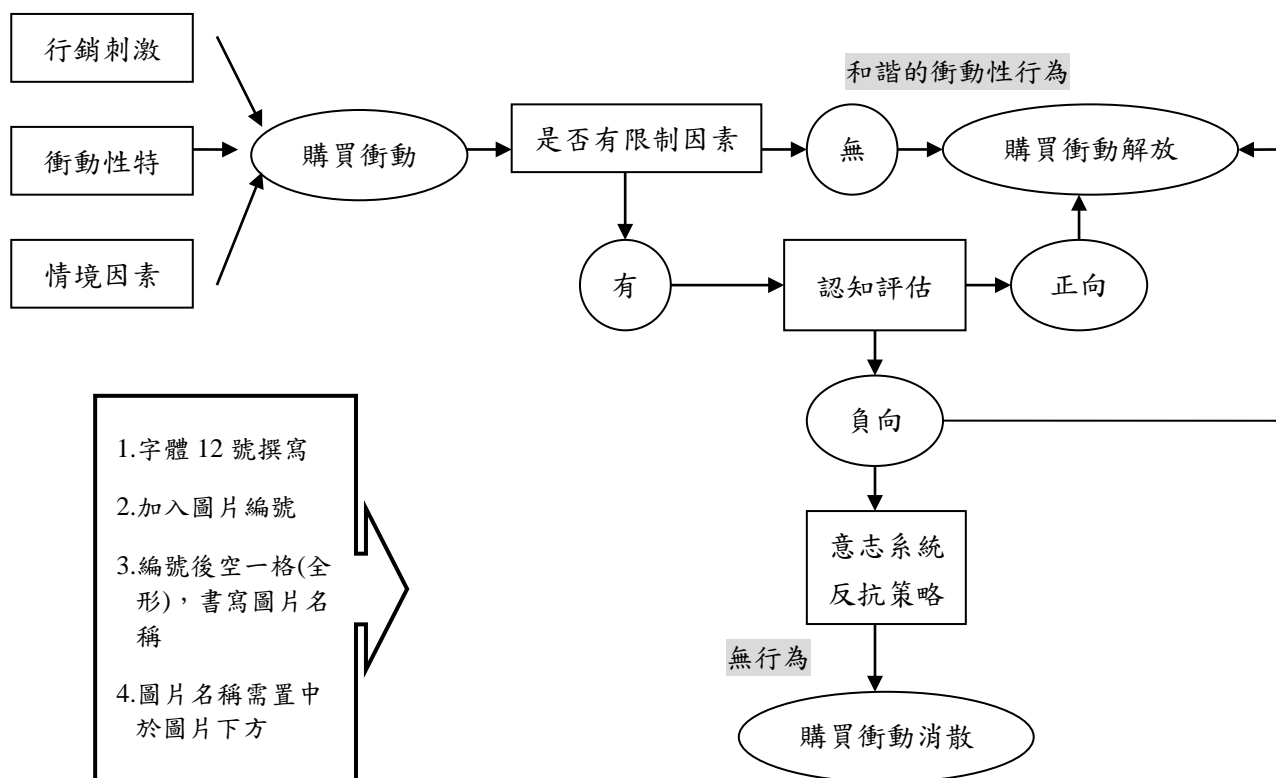 行銷刺激
和諧的衝動性行為
衝動性特
購買衝動
是否有限制因素
無
購買衝動解放
情境因素
有
認知評估
正向
負向
1.字體 12 號撰寫
2.加入圖片編號
3.編號後空一格(全
形)，書寫圖片名
稱
4.圖片名稱需置中
於圖片下方
意志系統
反抗策略
無行為
購買衝動消散